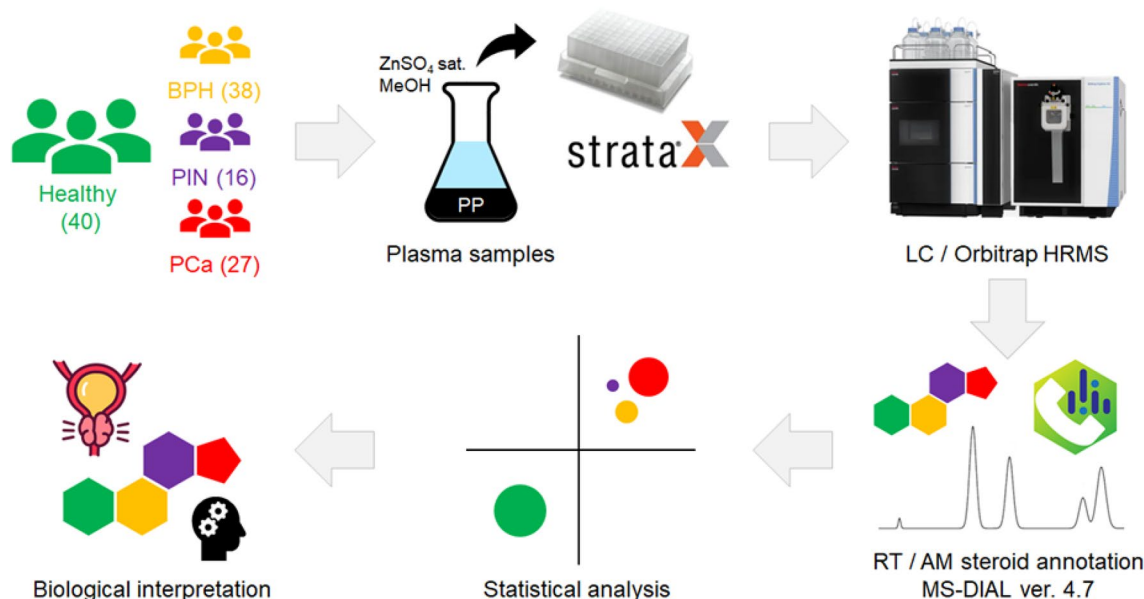 BPH (38)
PIN (16)
PCa (27)
Healthy
(40)
ZnSO4 sat.
MeOH
PP
strata X
Plasma samples
LC / Orbitrap HRMS
RT / AM steroid annotation
MS-DIAL ver. 4.7
Statistical analysis
Biological interpretation